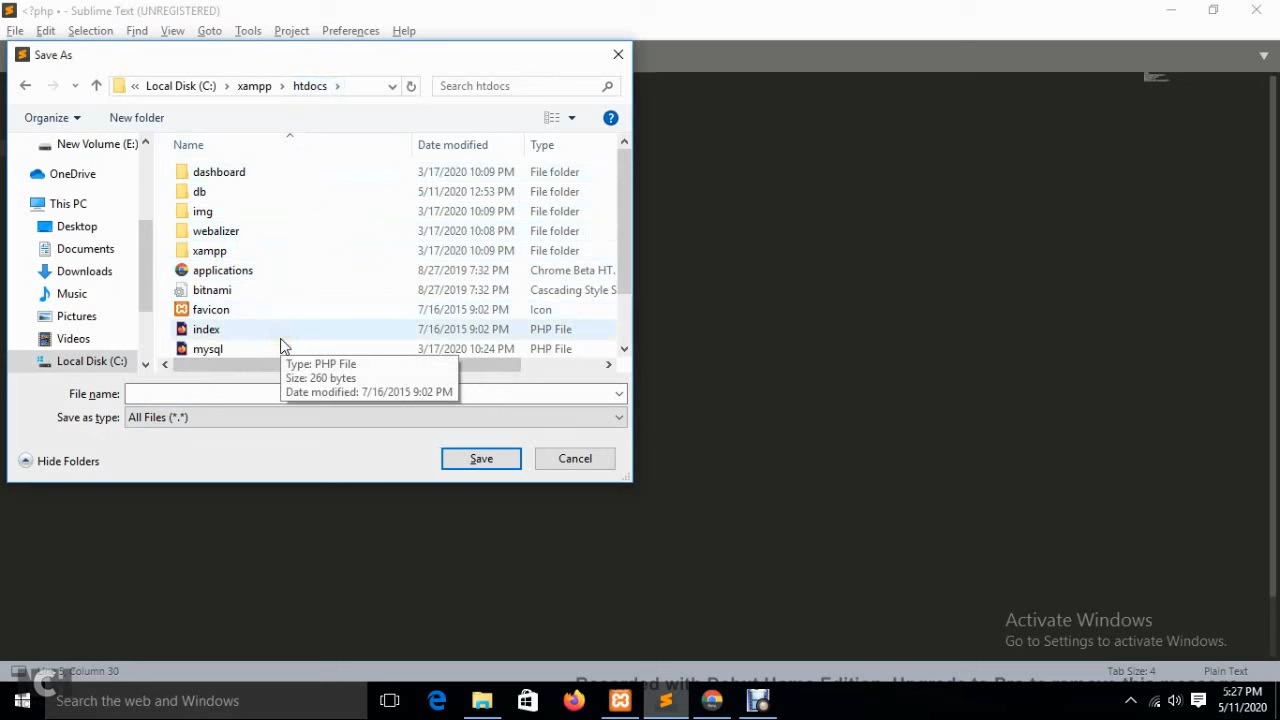 <?php • - Sublime Text (UNREGISTERED)
File Edit Selection Find View Goto Tools Project Preferences Help
Save As
« Local Disk (C:) › xampp › htdocs ›
Search htdocs
Organize
New folder
Name Date modified Type
New Volume (E:)
OneDrive
This PC
Desktop
Documents
Downloads
Music
Pictures
Videos
Local Disk (C:)
dashboard 3/17/2020 10:09 PM File folder
db 5/11/2020 12:53 PM File folder
img 3/17/2020 10:09 PM File folder
webalizer 3/17/2020 10:08 PM File folder
xampp 3/17/2020 10:09 PM File folder
applications 8/27/2019 7:32 PM Chrome Beta HT.
bitnami 8/27/2019 7:32 PM Cascading Style S
favicon 7/16/2015 9:02 PM Icon
index 7/16/2015 9:02 PM PHP File
mysql 3/17/2020 10:24 PM PHP File
Type: PHP File
Size: 260 bytes
Date modified: 7/16/2015 9:02 PM
File name:
Save as type: All Files (*.*)
Hide Folders
Save
Cancel
Activate Windows
Go to Settings to activate Windows.
Column 30
Tab Size: 4
Plain Text
Search the web and Windows
5:27 PM
5/11/2020